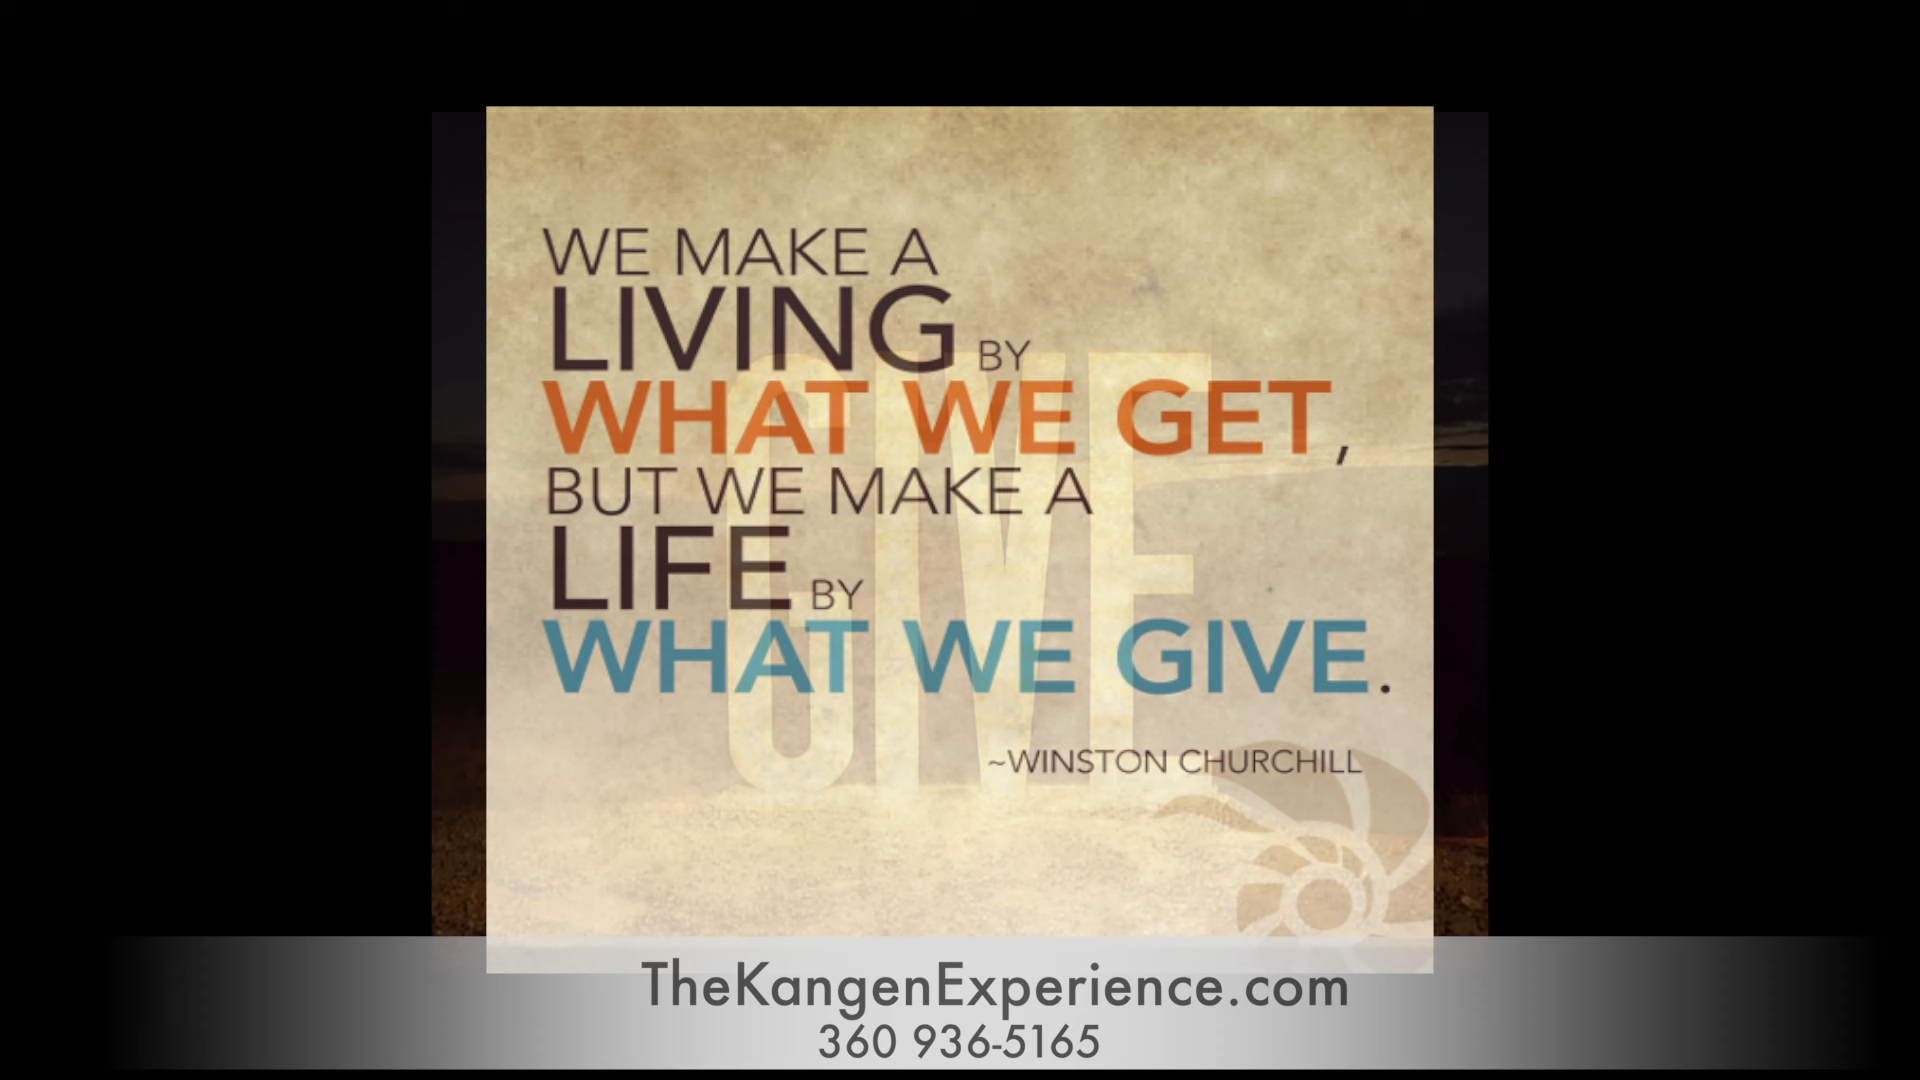 WE MAKE A
LIVING BY
WHAT WE GET,
BUT WE MAKE A
LIFE BY
WHAT WE GIVE.
~WINSTON CHURCHILL
GIVE
TheKangenExperience.com
360 936-5165